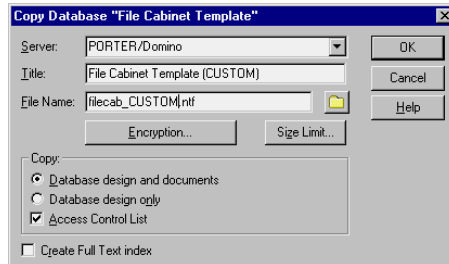 Copy Database "File Cabinet Template"
Server: PORTER/Domino OK
Title: File Cabinet Template (CUSTOM) Cancel
File Name: filecab_CUSTOM.ntf Help
Encryption... Size Limit...
Copy:
Database design and documents
Database design only
Access Control List
Create Full Text index